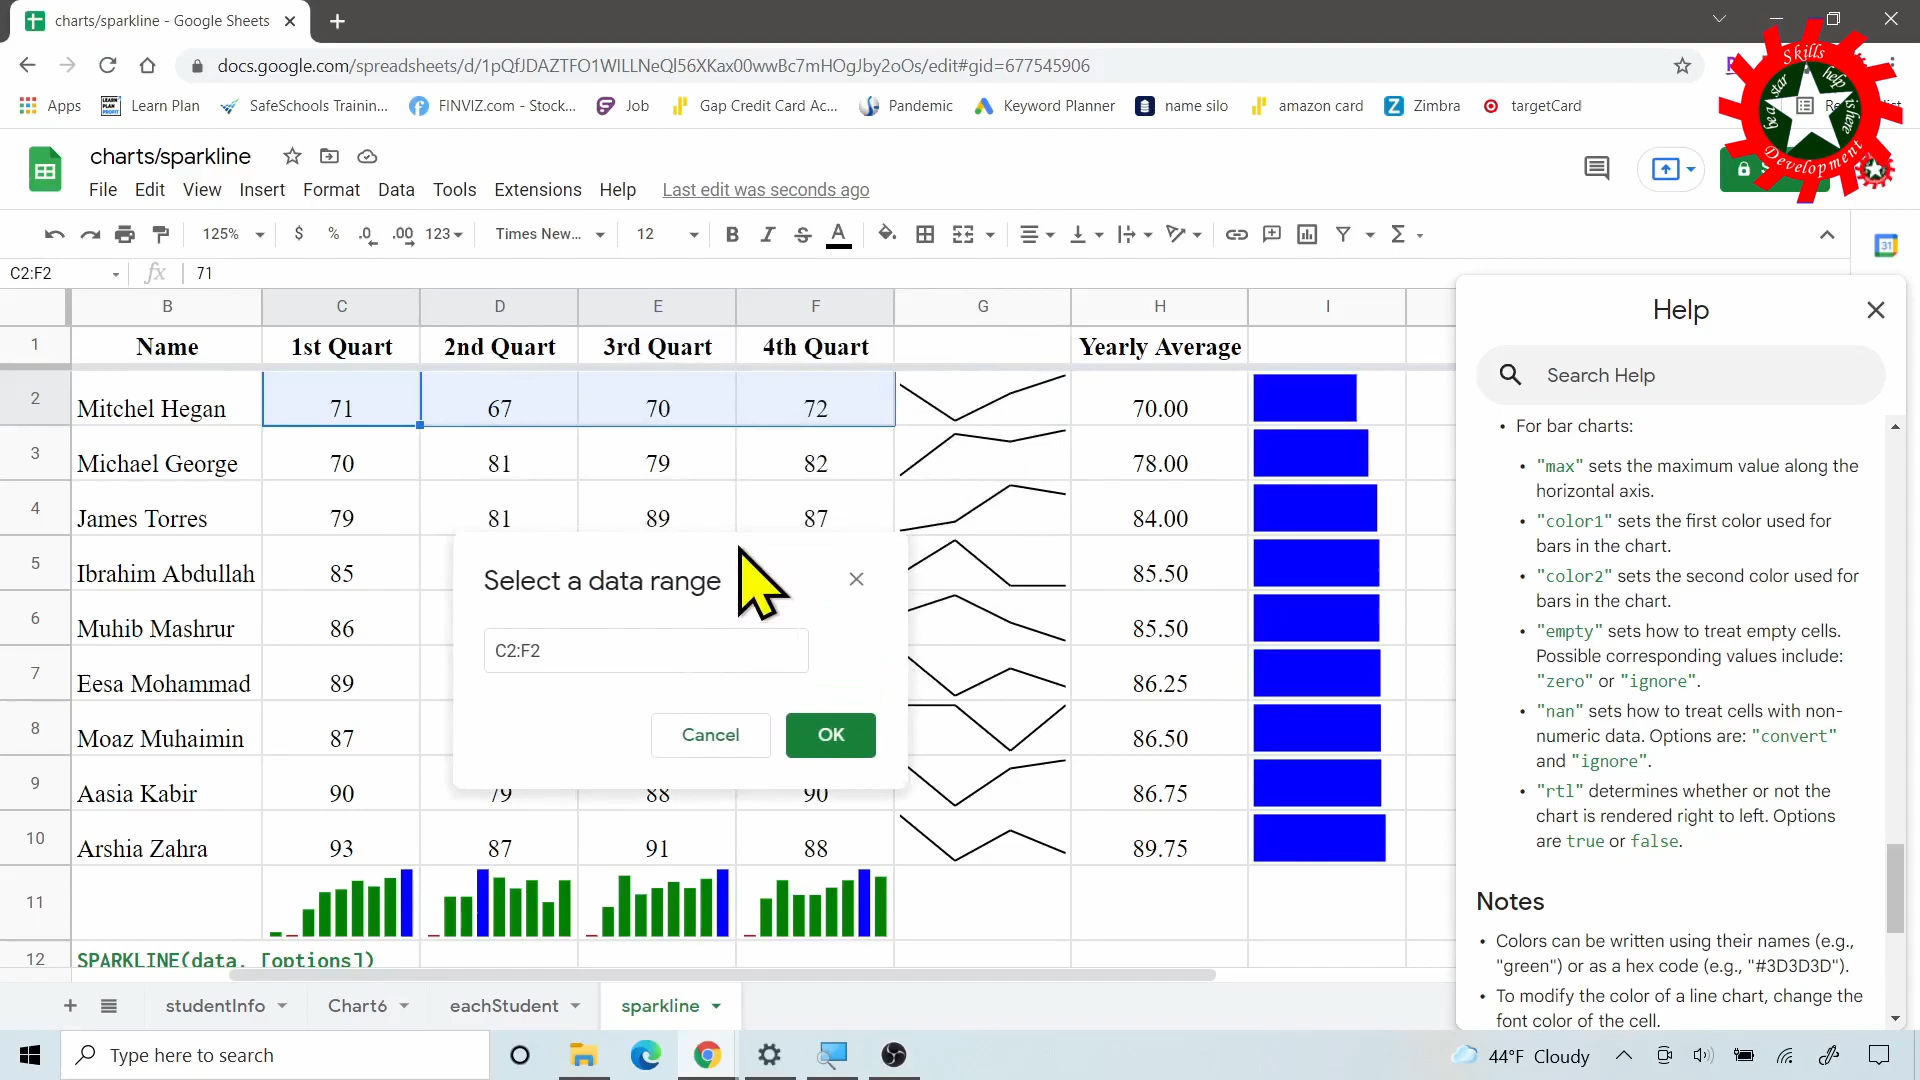 charts/sparkline - Google Sheets
docs.google.com/spreadsheets/d/1pQfJDAZTFO1WILLNeQJ56XKax00wwBc7mHOgJby2oOs/edit#gid=677545906
Apps Learn Plan SafeSchools Trainin... FINVIZ.com - Stock... Job Gap Credit Card Ac... Pandemic Keyword Planner name silo amazon card Zimbra targetCard
Skills
be a star
help is here
Development
charts/sparkline
File Edit View Insert Format Data Tools Extensions Help Last edit was seconds ago
125% $ % .0 .00 123 Times New... 12 B I S A Σ 31
C2:F2 fx 71
B C D E F G H I
1 Name 1st Quart 2nd Quart 3rd Quart 4th Quart Yearly Average
2 Mitchel Hegan 71 67 70 72 70.00
3 Michael George 70 81 79 82 78.00
4 James Torres 79 81 89 87 84.00
5 Ibrahim Abdullah 85 85.50
6 Muhib Mashrur 86 85.50
7 Eesa Mohammad 89 86.25
8 Moaz Muhaimin 87 86.50
9 Aasia Kabir 90 79 88 90 86.75
10 Arshia Zahra 93 87 91 88 89.75
11
12 SPARKLINE(data, [options])
Select a data range
C2:F2
Cancel OK
Help
Search Help
• For bar charts:
• "max" sets the maximum value along the
horizontal axis.
• "color1" sets the first color used for
bars in the chart.
• "color2" sets the second color used for
bars in the chart.
• "empty" sets how to treat empty cells.
Possible corresponding values include:
"zero" or "ignore".
• "nan" sets how to treat cells with non-
numeric data. Options are: "convert"
and "ignore".
• "rtl" determines whether or not the
chart is rendered right to left. Options
are true or false.
Notes
• Colors can be written using their names (e.g.,
"green") or as a hex code (e.g., "#3D3D3D").
• To modify the color of a line chart, change the
font color of the cell.
studentInfo Chart6 eachStudent sparkline
Type here to search
44°F Cloudy